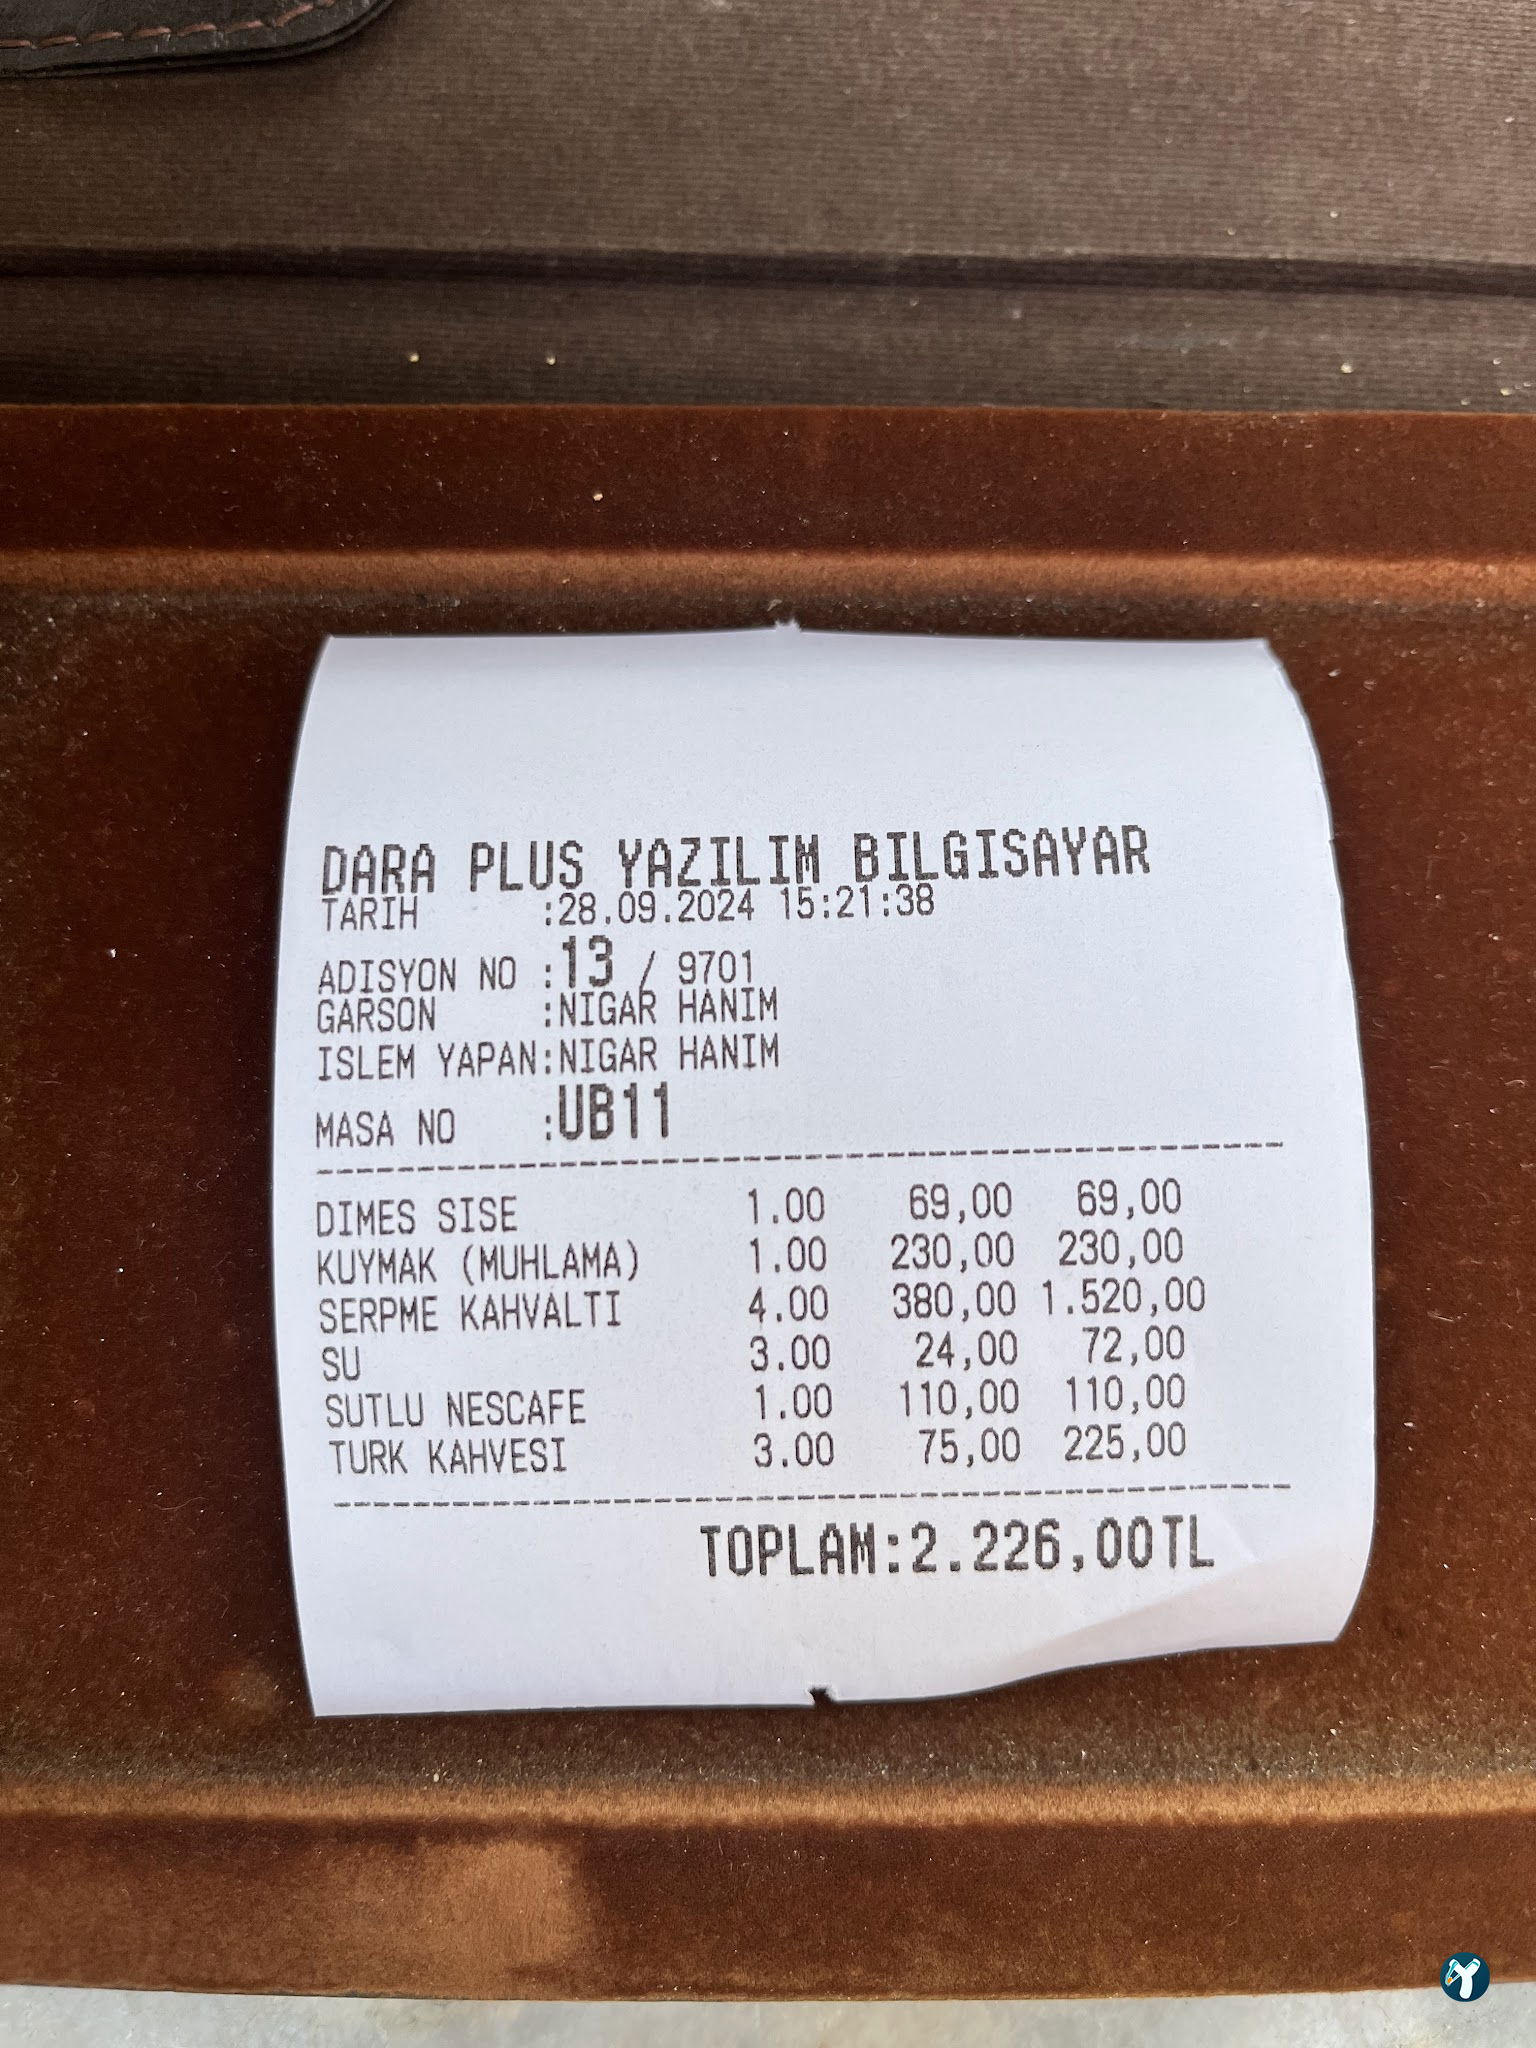 DARA PLUS YAZILIM BILGISAYAR
TARIH :28.09.2024 15:21:38
ADISYON NO :13 / 9701
GARSON :NIGAR HANIM
ISLEM YAPAN:NIGAR HANIM
MASA NO :UB11
DIMES SISE 1.00 69,00 69,00
KUYMAK (MUHLAMA) 1.00 230,00 230,00
SERPME KAHVALTI 4.00 380,00 1.520,00
SU 3.00 24,00 72,00
SUTLU NESCAFE 1.00 110,00 110,00
TURK KAHVESI 3.00 75,00 225,00
TOPLAM:2.226,00TL